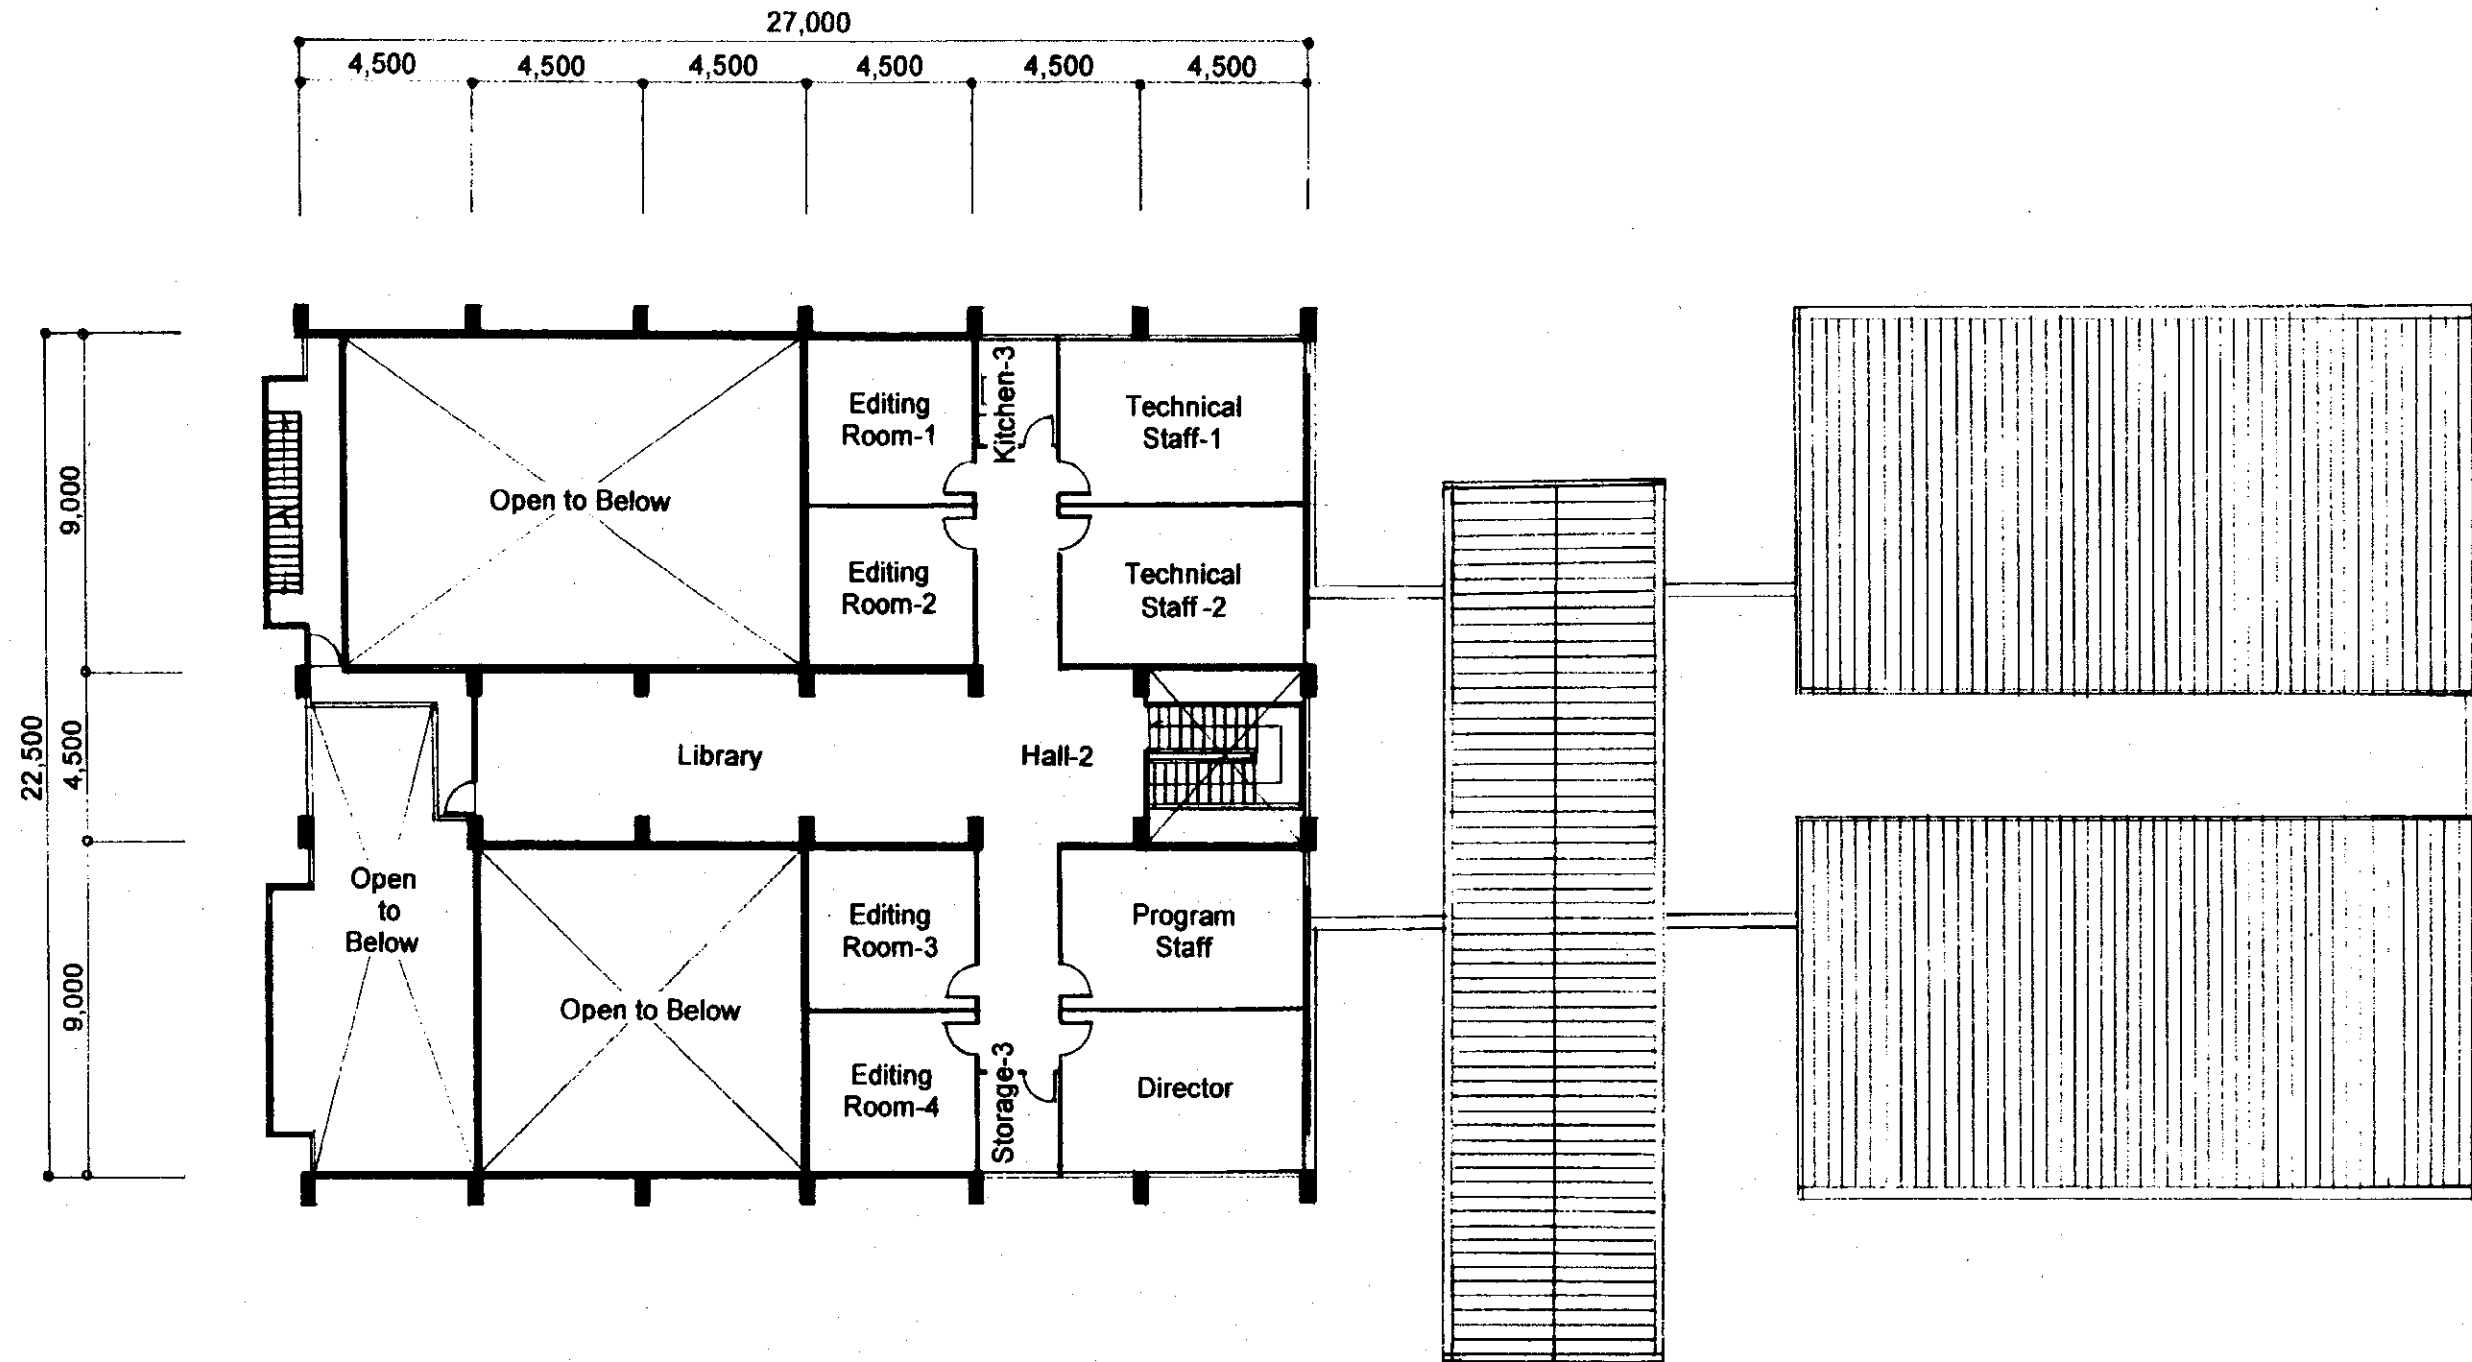 27,000
4,500
4,500
4,500
4,500
4,500
4,500
Kitchen-3
Editing
Room-1
Technical
Staff-1
9,000
Open to Below
Editing
Room-2
Technical
Staff -2
22,500
4,500
Library
Hall-2
Open
to
Below
Editing
Room-3
Program
Staff
9,000
Open to Below
Storage-3
Editing
Room-4
Director